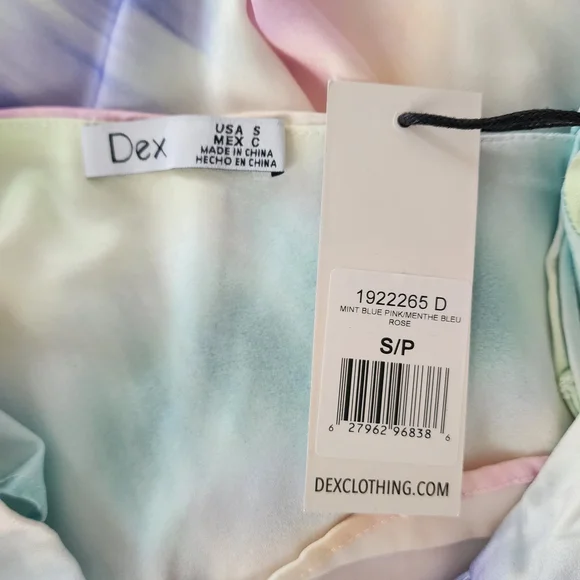 Dex
USA S
MEX C
MADE IN CHINA
HECHO EN CHINA
1922265 D
MINT BLUE PINK/MENTHE BLEU
ROSE
S/P
6 27962 96838 6
DEXCLOTHING.COM